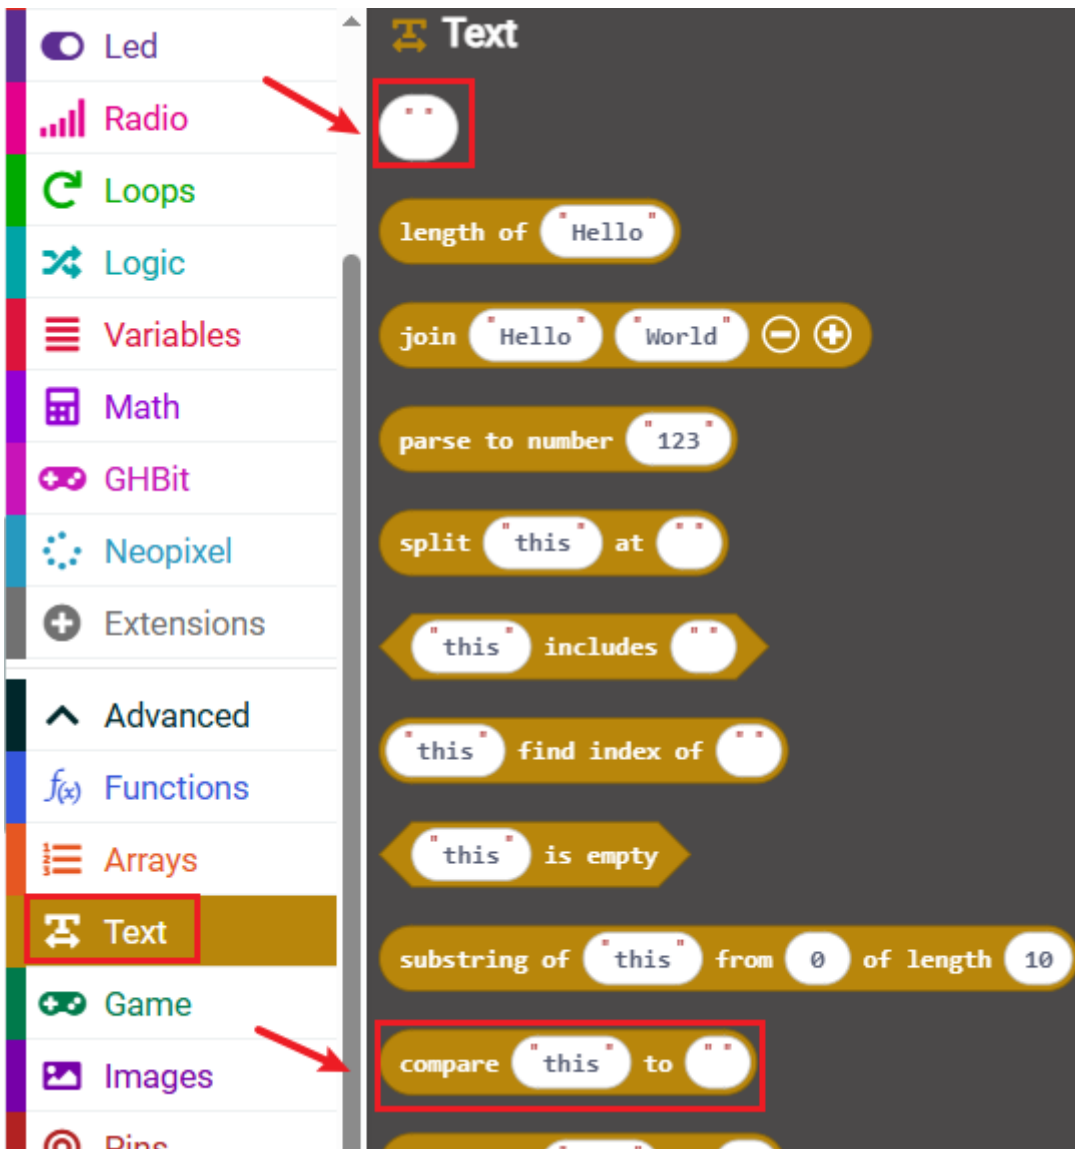 Led
Radio
Loops
Logic
Variables
Math
GHBit
Neopixel
Extensions
Advanced
f(x) Functions
Arrays
Text
Game
Images
Pins
Text
" "
length of "Hello"
join "Hello" "World"
parse to number "123"
split "this" at " "
"this" includes " "
"this" find index of " "
"this" is empty
substring of "this" from 0 of length 10
compare "this" to " "